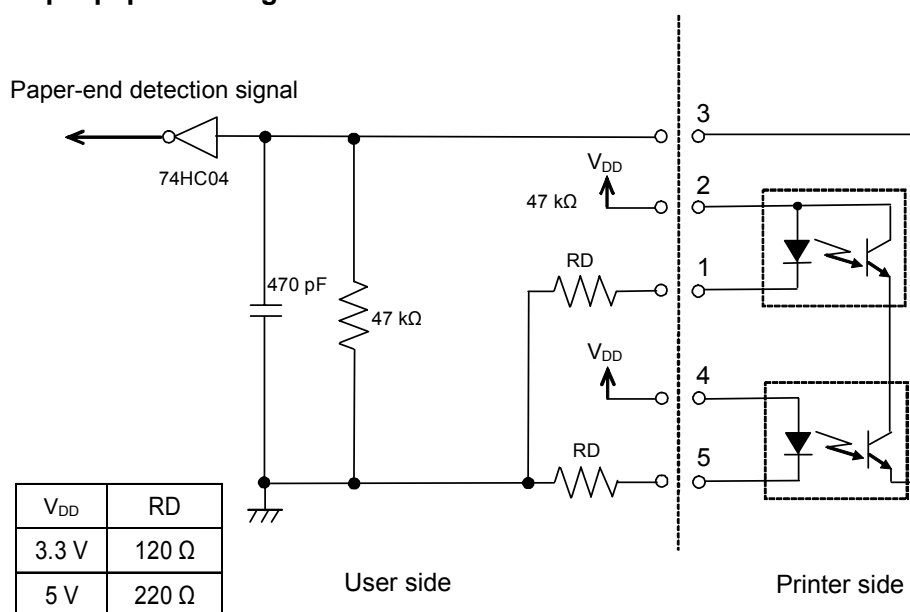 Paper-end detection signal
74HC04
3
V_DD
47 kΩ
2
RD
1
470 pF
47 kΩ
V_DD
4
RD
5
V_DD RD
3.3 V 120 Ω
5 V 220 Ω
User side
Printer side